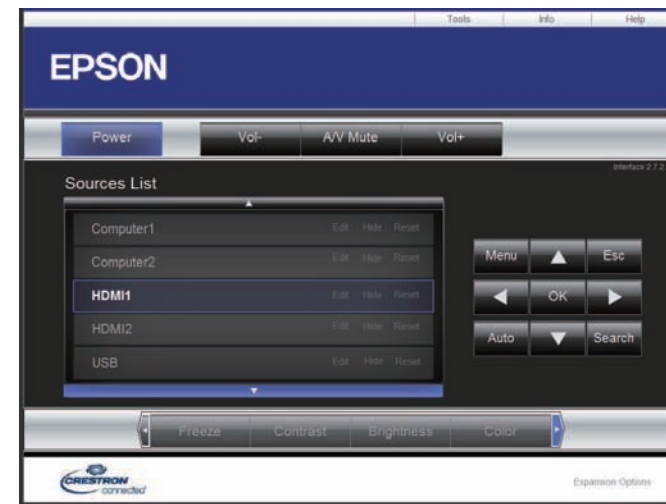 Tools Info Help
EPSON
Power Vol- A/V Mute Vol+
Interface 2.7.2
Sources List
Computer1 Edit Hide Reset
Computer2 Edit Hide Reset
HDMI1 Edit Hide Reset
HDMI2 Edit Hide Reset
USB Edit Hide Reset
Menu Esc
OK
Auto Search
Freeze Contrast Brightness Color
CRESTRON
connected
Expansion Options